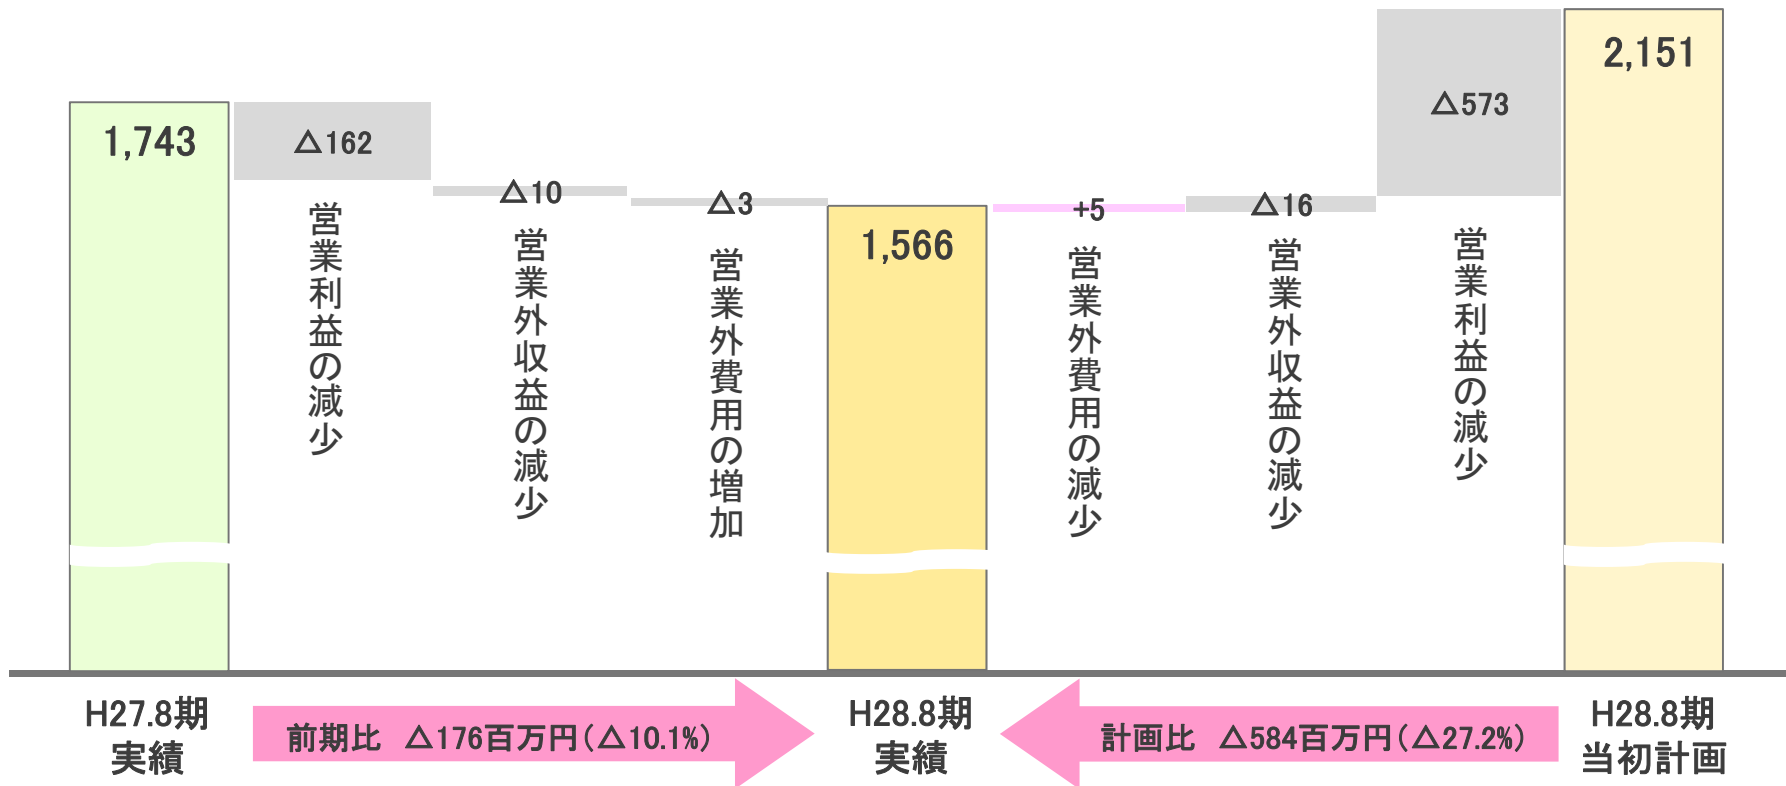 1,743
△162
営業利益の減少
△10
営業外収益の減少
△3
営業外費用の増加
1,566
+5
営業外費用の減少
△16
営業外収益の減少
△573
営業利益の減少
2,151
H27.8期
実績
前期比 △176百万円(△10.1%)
H28.8期
実績
計画比 △584百万円(△27.2%)
H28.8期
当初計画